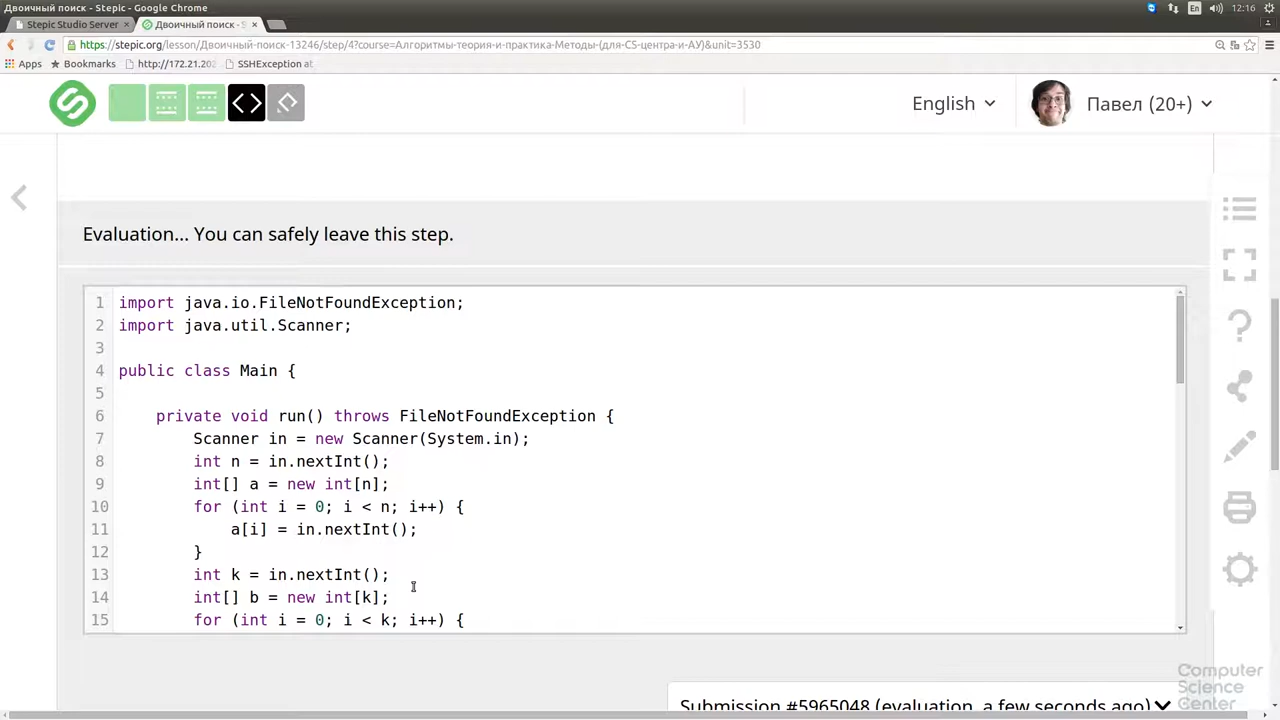 Двоичный поиск - Stepic - Google Chrome
En
12:16
Stepic Studio Server
Двоичный поиск - S
https://stepic.org/lesson/Двоичный-поиск-13246/step/4?course=Алгоритмы-теория-и-практика-Методы-(для-CS-центра-и-АУ)&unit=3530
Apps
Bookmarks
http://172.21.202
SSHException at
English
Павел (20+)
Evaluation... You can safely leave this step.
1 import java.io.FileNotFoundException;
2 import java.util.Scanner;
3
4 public class Main {
5
6 private void run() throws FileNotFoundException {
7 Scanner in = new Scanner(System.in);
8 int n = in.nextInt();
9 int[] a = new int[n];
10 for (int i = 0; i < n; i++) {
11 a[i] = in.nextInt();
12 }
13 int k = in.nextInt();
14 int[] b = new int[k];
15 for (int i = 0; i < k; i++) {
Submission #5965048 (evaluation, a few seconds ago)
Computer
Science
Center